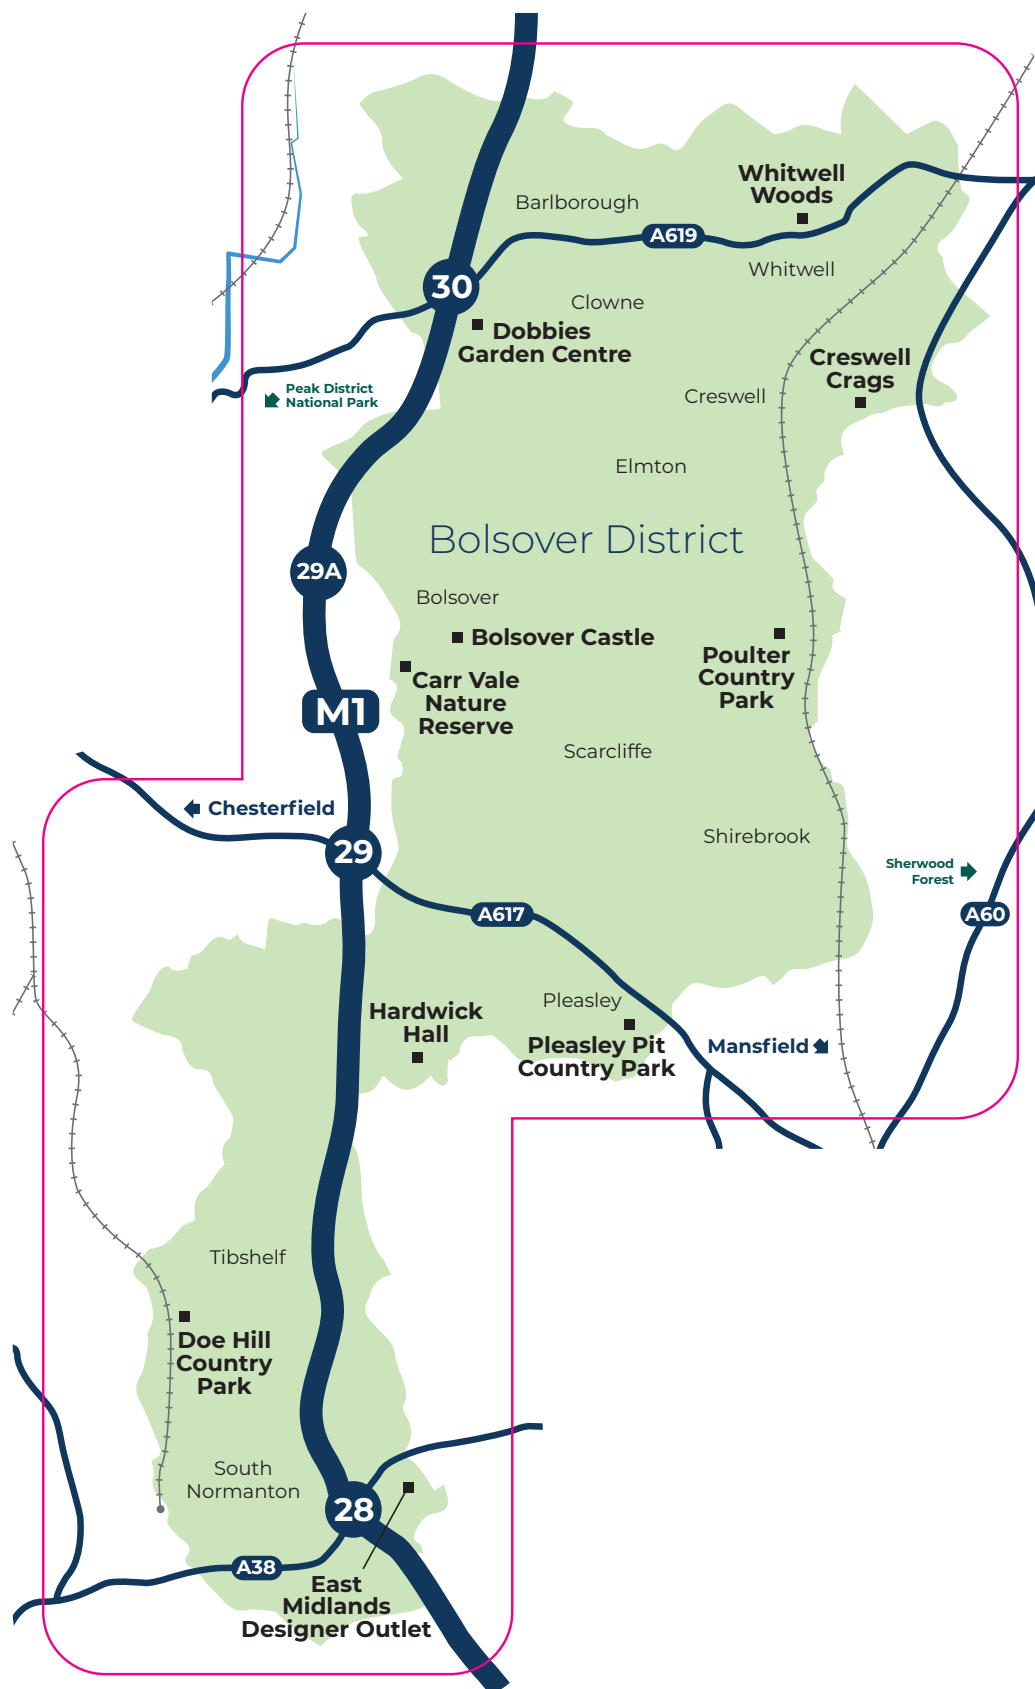 Whitwell
Woods
Barlborough
A619
Whitwell
30
Clowne
Dobbies
Garden Centre
Creswell
Crags
Peak District
National Park
Creswell
Elmton
Bolsover District
29A
Bolsover
Bolsover Castle
Poulter
Country
Park
Carr Vale
Nature
Reserve
M1
Scarcliffe
Chesterfield
Shirebrook
29
Sherwood
Forest
A617
A60
Pleasley
Hardwick
Hall
Pleasley Pit
Country Park
Mansfield
Tibshelf
Doe Hill
Country
Park
South
Normanton
28
A38
East
Midlands
Designer Outlet